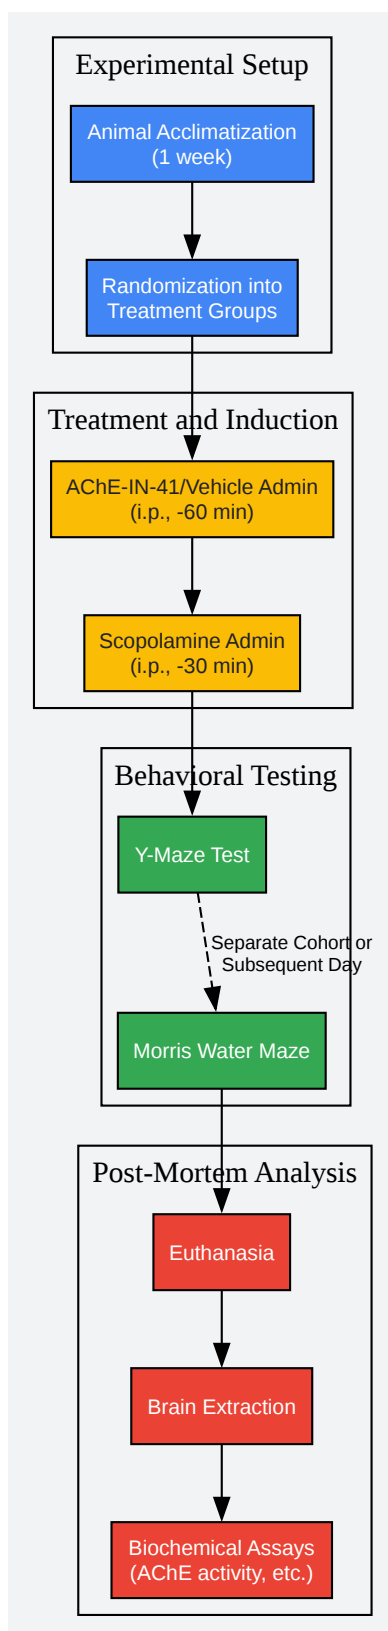 Experimental Setup
Animal Acclimatization
(1 week)
Randomization into
Treatment Groups
Treatment and Induction
AChE-IN-41/Vehicle Admin
(i.p., -60 min)
Scopolamine Admin
(i.p., -30 min)
Behavioral Testing
Y-Maze Test
Separate Cohort or
Subsequent Day
Morris Water Maze
Post-Mortem Analysis
Euthanasia
Brain Extraction
Biochemical Assays
(AChE activity, etc.)